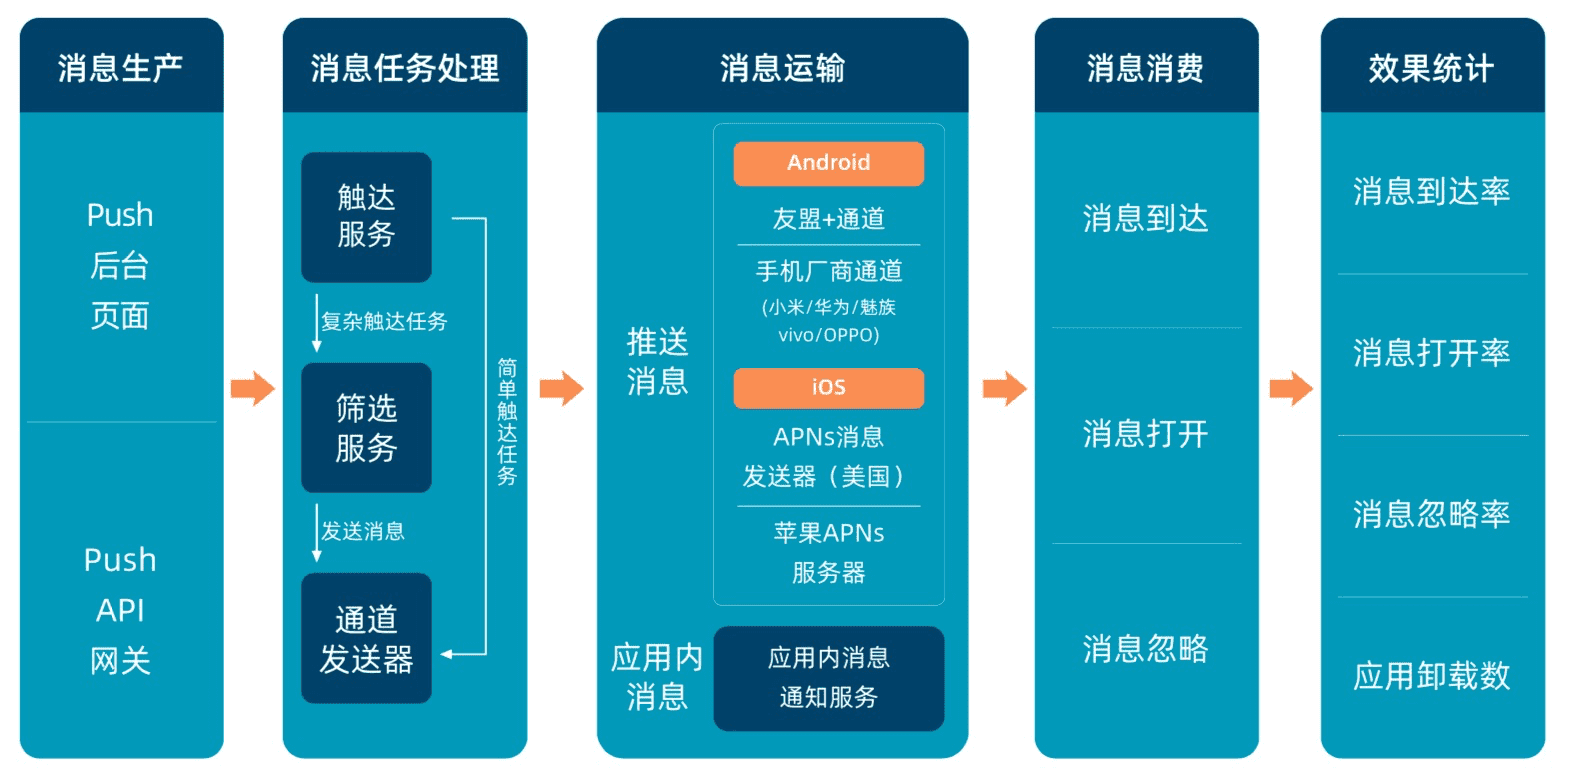 消息生产
Push
后台
页面
Push
API
网关
消息任务处理
触达
服务
复杂触达任务
筛选
服务
发送消息
通道
发送器
简单触达任务
消息运输
推送
消息
Android
友盟+通道
手机厂商通道
(小米/华为/魅族
vivo/OPPO)
iOS
APNs消息
发送器（美国）
苹果APNs
服务器
应用内
消息
应用内消息
通知服务
消息消费
消息到达
消息打开
消息忽略
效果统计
消息到达率
消息打开率
消息忽略率
应用卸载数